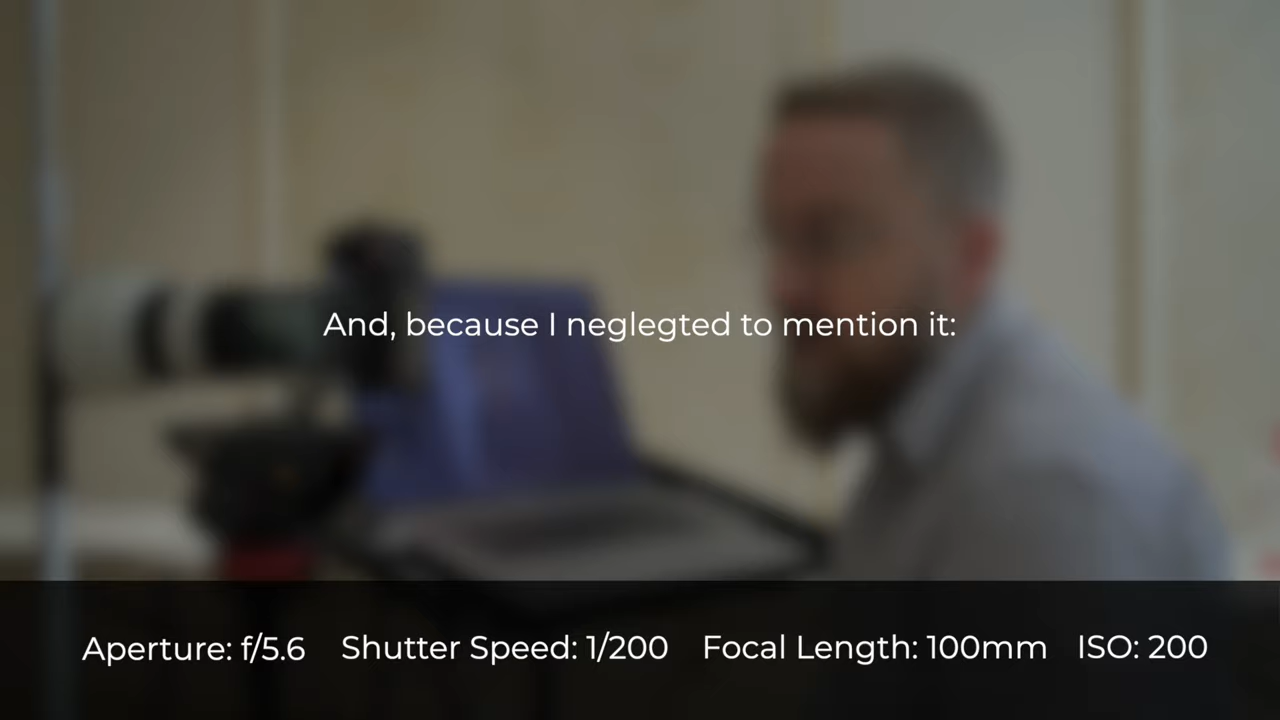 And, because I neglegted to mention it:
Aperture: f/5.6 Shutter Speed: 1/200 Focal Length: 100mm ISO: 200